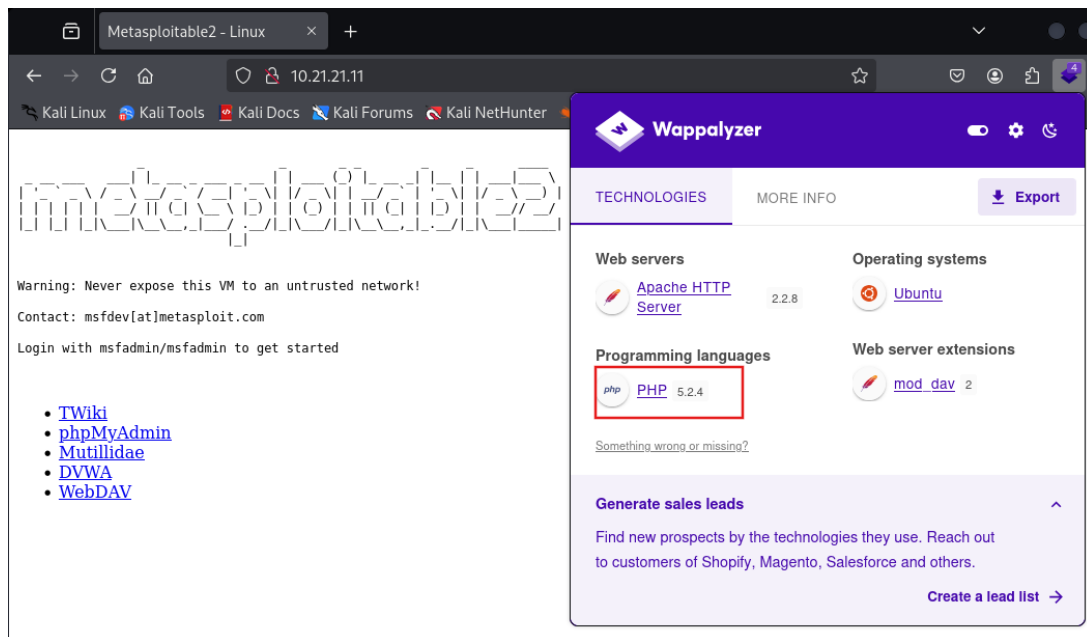 Metasploitable2 - Linux
10.21.21.11
4
Kali Linux Kali Tools Kali Docs Kali Forums Kali NetHunter
metasploitable2
Warning: Never expose this VM to an untrusted network!
Contact: msfdev[at]metasploit.com
Login with msfadmin/msfadmin to get started
TWiki
phpMyAdmin
Mutillidae
DVWA
WebDAV
Wappalyzer
TECHNOLOGIES MORE INFO Export
Web servers
Apache HTTP
Server 2.2.8
Operating systems
Ubuntu
Programming languages
php PHP 5.2.4
Web server extensions
mod_dav 2
Something wrong or missing?
Generate sales leads
Find new prospects by the technologies they use. Reach out
to customers of Shopify, Magento, Salesforce and others.
Create a lead list